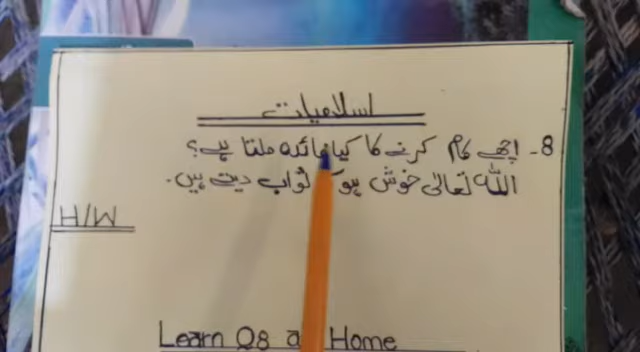 اسلامیات
8- اچھے کام کرنے کا کیا فائدہ ملتا ہے؟
اللہ تعالیٰ خوش ہو ثواب دیتے ہیں۔
H/W
Learn Q8 Home